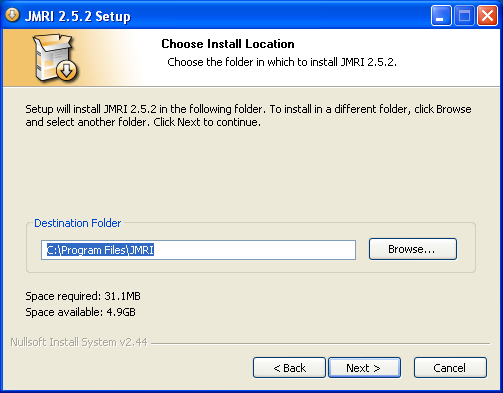 JMRI 2.5.2 Setup
Choose Install Location
Choose the folder in which to install JMRI 2.5.2.
Setup will install JMRI 2.5.2 in the following folder. To install in a different folder, click Browse
and select another folder. Click Next to continue.
Destination Folder
C:\Program Files\JMRI
Browse...
Space required: 31.1MB
Space available: 4.9GB
Nullsoft Install System v2.44
< Back
Next >
Cancel